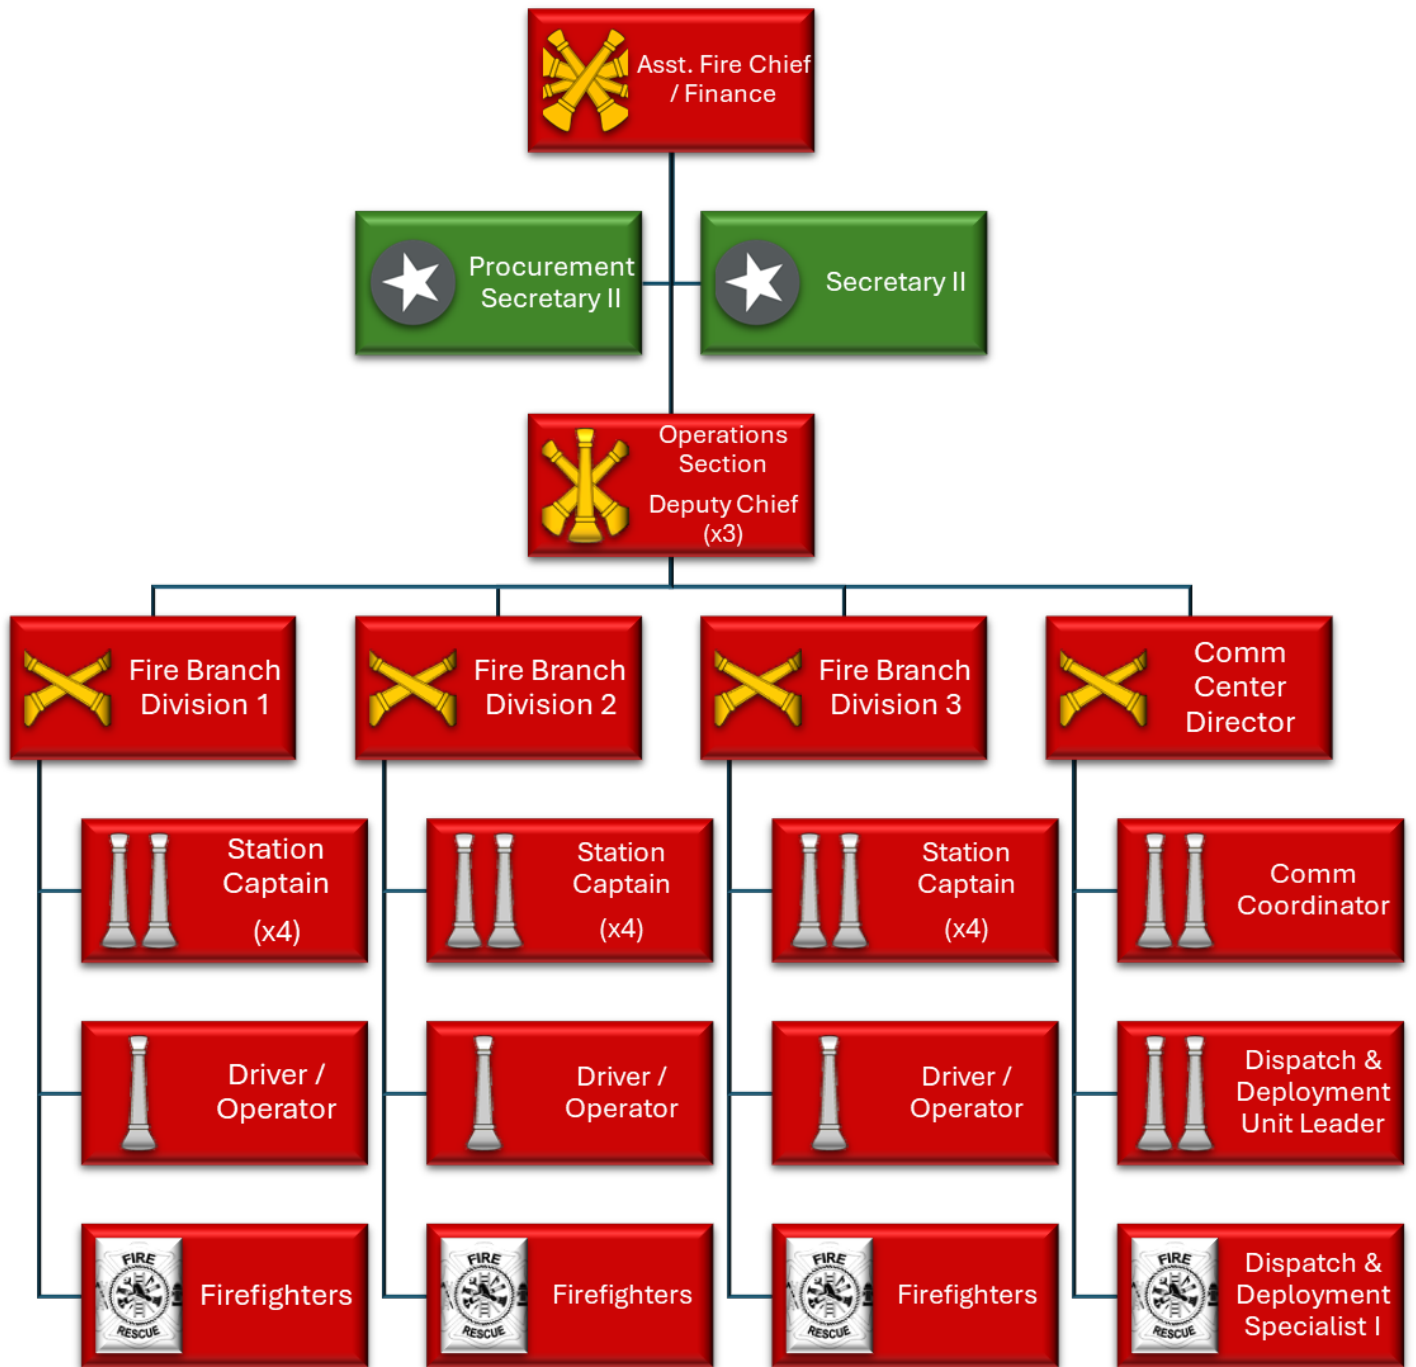 Asst. Fire Chief
/ Finance
Procurement
Secretary II
Secretary II
Operations
Section
Deputy Chief
(x3)
Fire Branch
Division 1
Fire Branch
Division 2
Fire Branch
Division 3
Comm
Center
Director
Station
Captain
(x4)
Station
Captain
(x4)
Station
Captain
(x4)
Comm
Coordinator
Driver /
Operator
Driver /
Operator
Driver /
Operator
Dispatch &
Deployment
Unit Leader
FIRE
RESCUE
Firefighters
FIRE
RESCUE
Firefighters
FIRE
RESCUE
Firefighters
FIRE
RESCUE
Dispatch &
Deployment
Specialist I